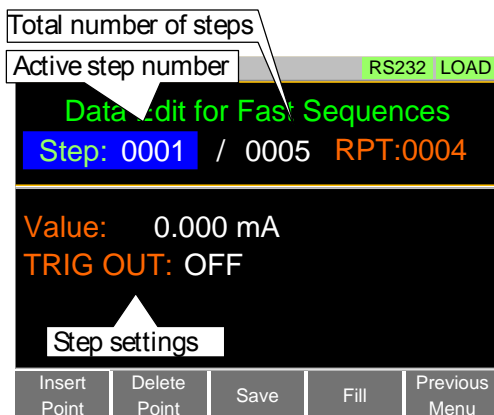 Total number of steps
Active step number
RS232 LOAD
Data Edit for Fast Sequences
Step: 0001 / 0005 RPT:0004
Value: 0.000 mA
TRIG OUT: OFF
Step settings
Insert Point
Delete Point
Save
Fill
Previous Menu